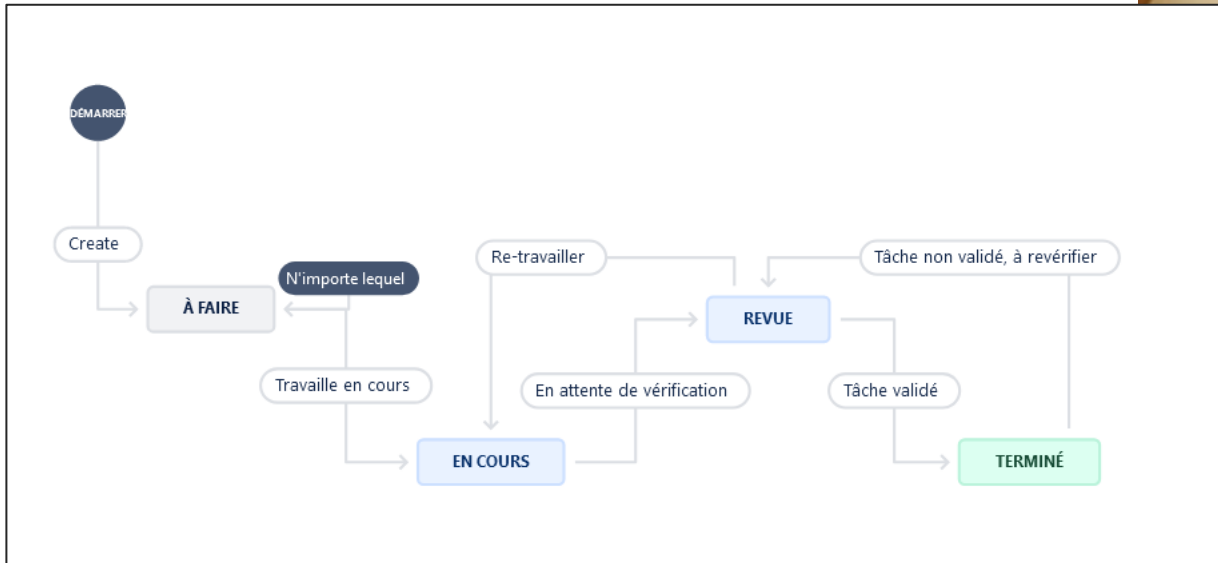 DÉMARRER
Create
N'importe lequel
À FAIRE
Re-travailler
Tâche non validé, à revérifier
REVUE
Travaille en cours
En attente de vérification
Tâche validé
EN COURS
TERMINÉ